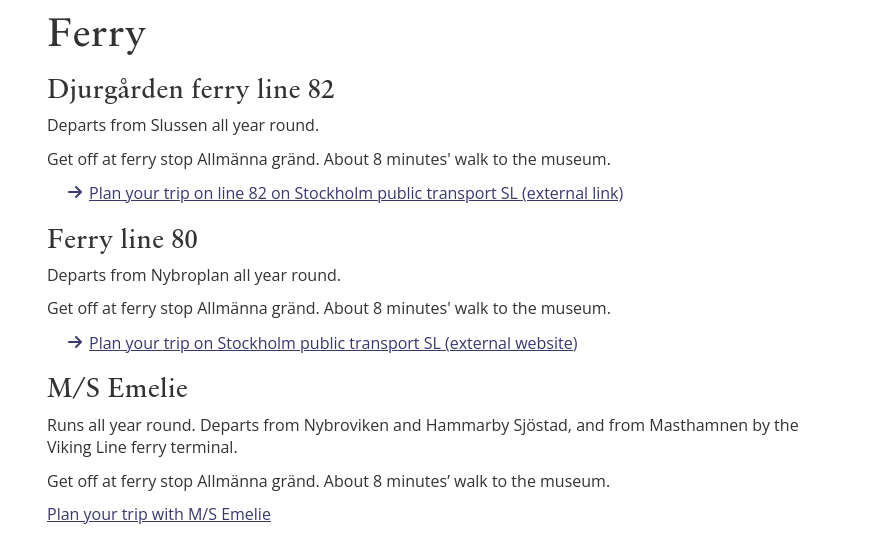 Ferry
Djurgården ferry line 82
Departs from Slussen all year round.
Get off at ferry stop Allmänna gränd. About 8 minutes' walk to the museum.
→ Plan your trip on line 82 on Stockholm public transport SL (external link)
Ferry line 80
Departs from Nybroplan all year round.
Get off at ferry stop Allmänna gränd. About 8 minutes' walk to the museum.
→ Plan your trip on Stockholm public transport SL (external website)
M/S Emelie
Runs all year round. Departs from Nybroviken and Hammarby Sjöstad, and from Masthamnen by the
Viking Line ferry terminal.
Get off at ferry stop Allmänna gränd. About 8 minutes’ walk to the museum.
Plan your trip with M/S Emelie